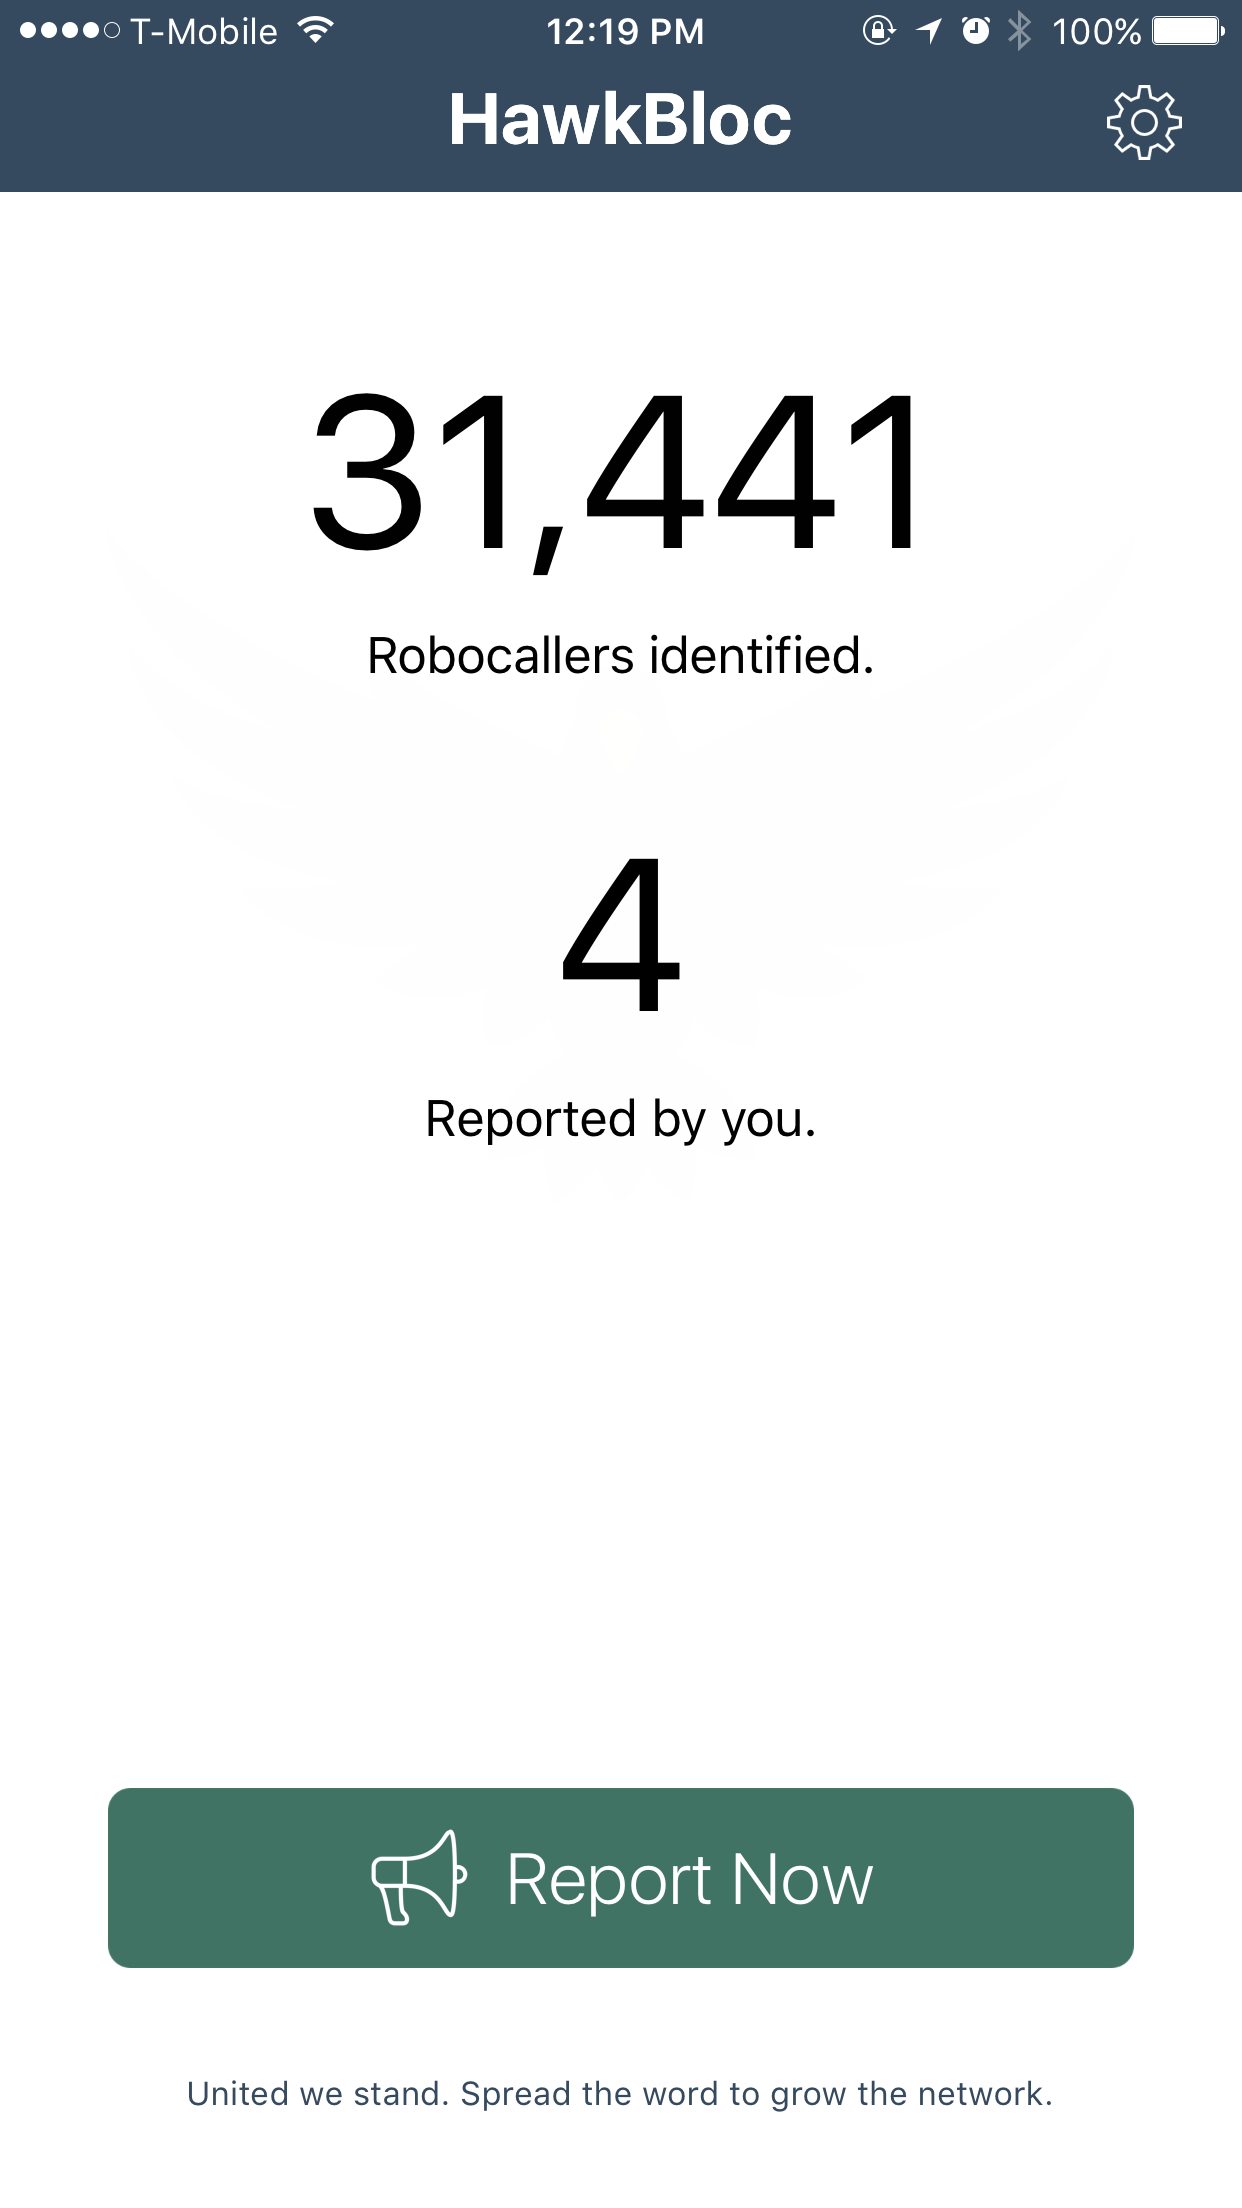 T-Mobile 12:19 PM 100%
HawkBloc
31,441
Robocallers identified.
4
Reported by you.
Report Now
United we stand. Spread the word to grow the network.